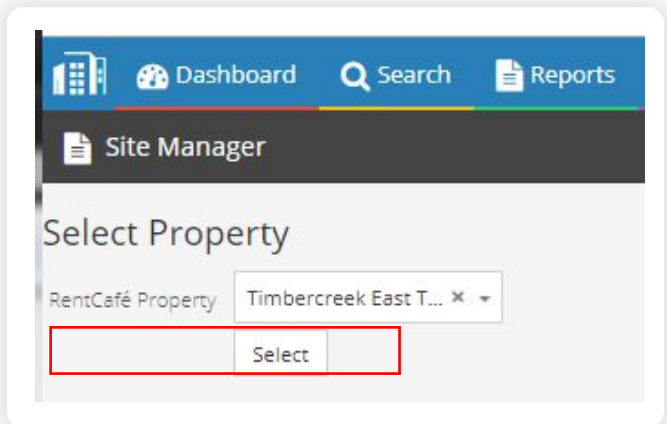 Dashboard Search Reports
Site Manager
Select Property
RentCafé Property Timbercreek East T...
Select